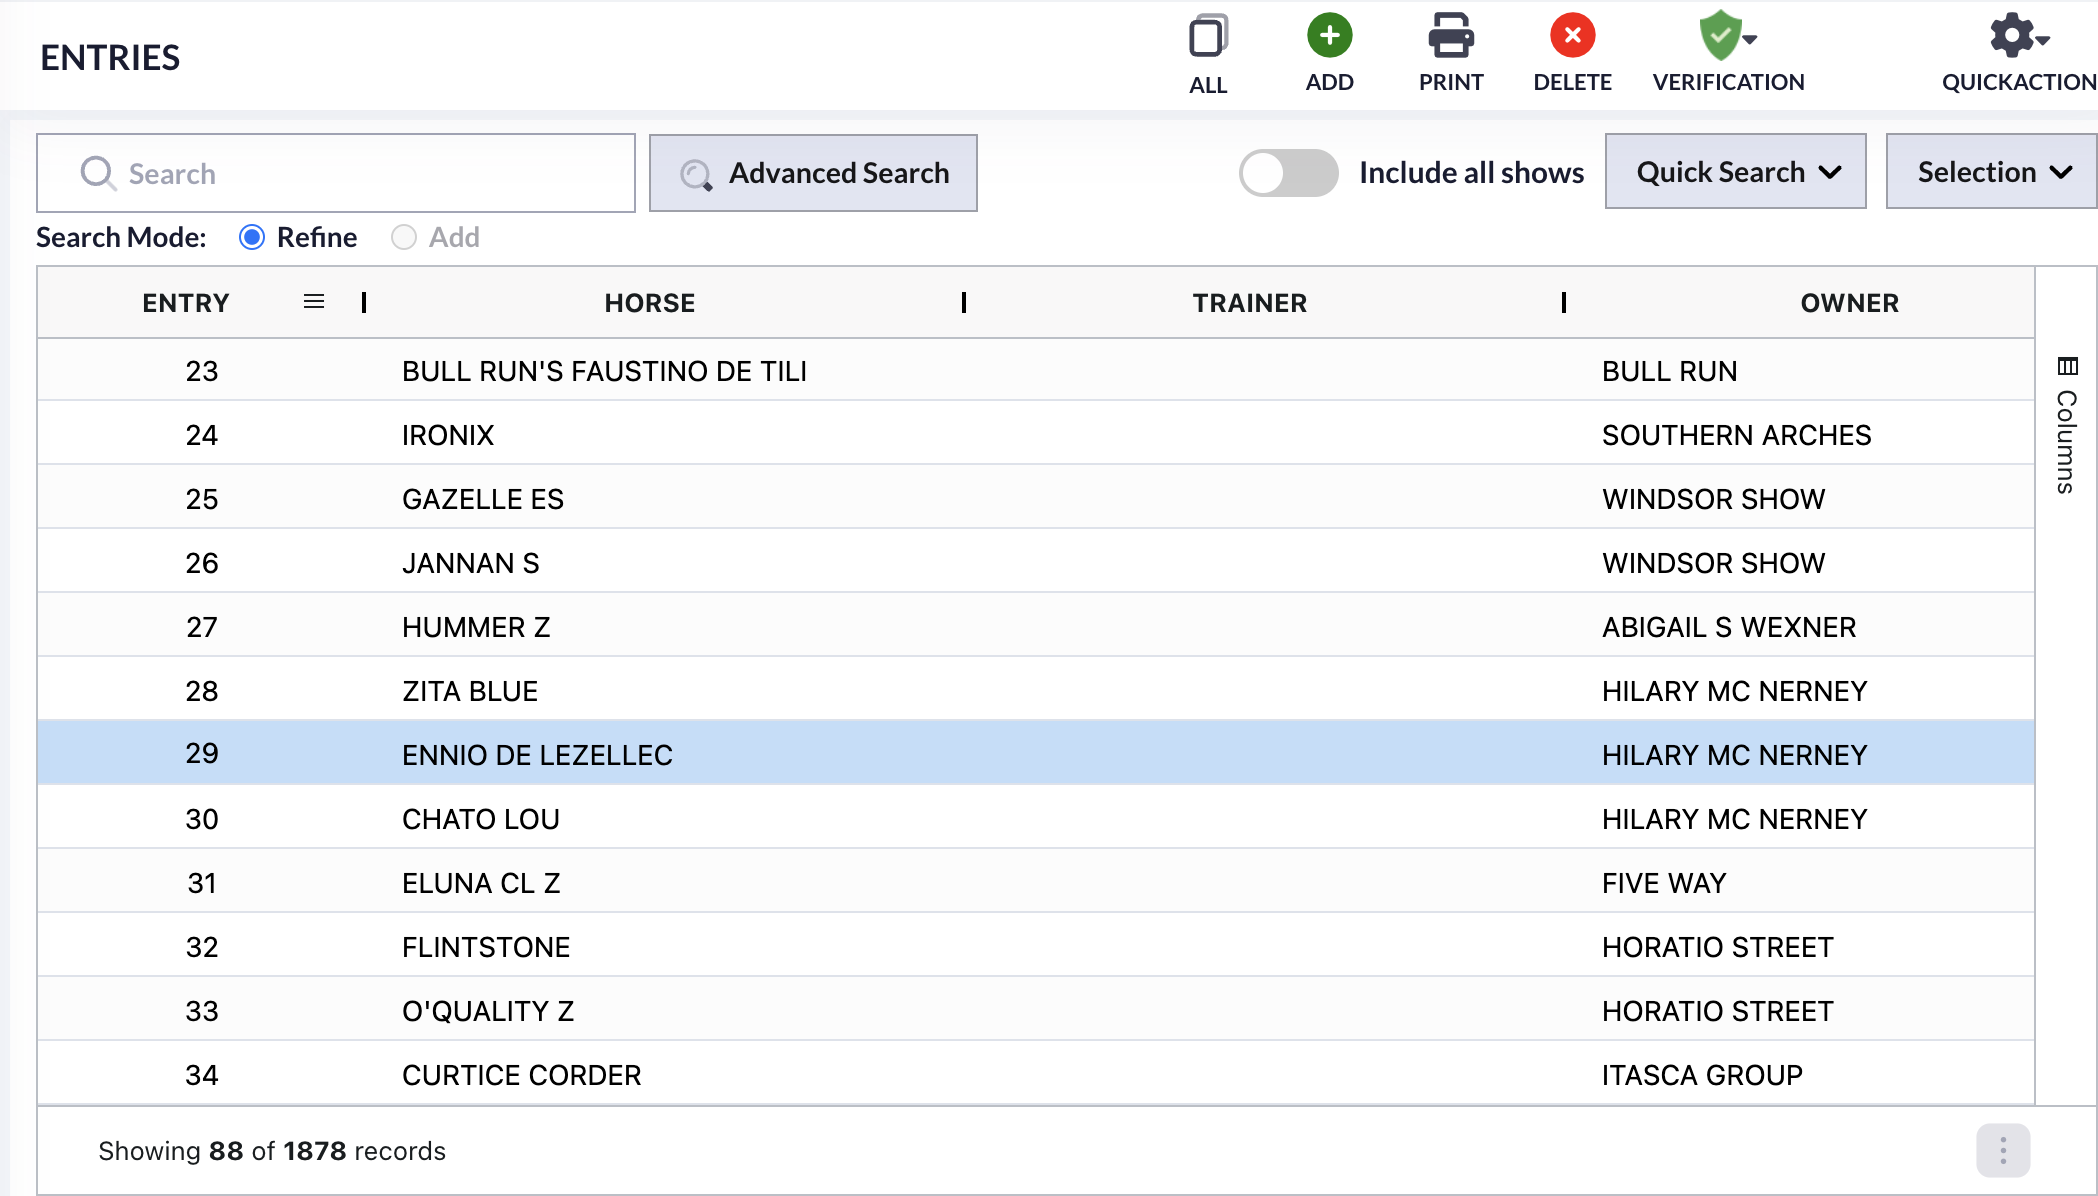 ENTRIES
ALL ADD PRINT DELETE VERIFICATION QUICKACTION
Search Advanced Search Include all shows Quick Search Selection
Search Mode: Refine Add
ENTRY HORSE TRAINER OWNER
23 BULL RUN'S FAUSTINO DE TILI BULL RUN
24 IRONIX SOUTHERN ARCHES
25 GAZELLE ES WINDSOR SHOW
26 JANNAN S WINDSOR SHOW
27 HUMMER Z ABIGAIL S WEXNER
28 ZITA BLUE HILARY MC NERNEY
29 ENNIO DE LEZELLEC HILARY MC NERNEY
30 CHATO LOU HILARY MC NERNEY
31 ELUNA CL Z FIVE WAY
32 FLINTSTONE HORATIO STREET
33 O'QUALITY Z HORATIO STREET
34 CURTICE CORDER ITASCA GROUP
Columns
Showing 88 of 1878 records